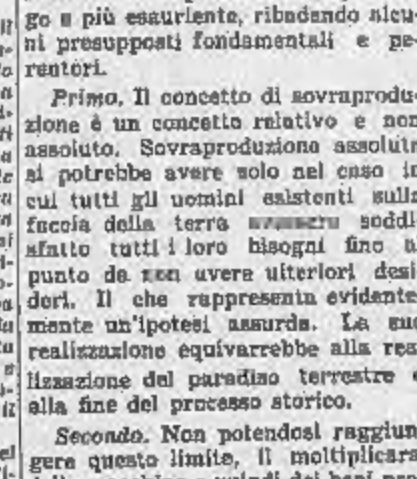 go e più esauriente, ribadendo alcu-
ni presupposti fondamentali e pe-
rentori.
Primo. Il concetto di sovraprodu-
zione è un concetto relativo e non
assoluto. Sovraproduzione assoluta
si potrebbe avere solo nel caso in
cui tutti gli uomini esistenti sulla
faccia della terra soddi-
sfatto tutti i loro bisogni fino a
punto da non avere ulteriori desi
deri. Il che rappresenta evidente
mente un'ipotesi assurda. La sua
realizzazione equivarrebbe alla rea
lizzazione del paradiso terrestre e
alla fine del processo storico.
Secondo. Non potendosi raggiun
gere questo limite, il moltiplicars